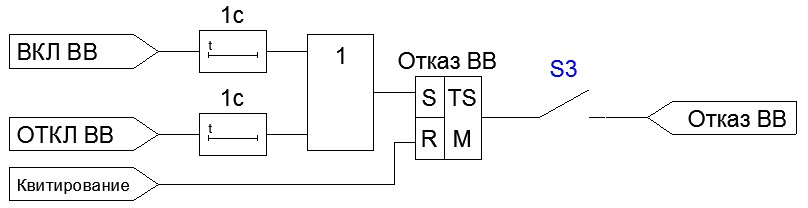 1с
ВКЛ ВВ
t
1
Отказ ВВ
S3
S TS
1с
ОТКЛ ВВ
t
R M
Отказ ВВ
Квитирование